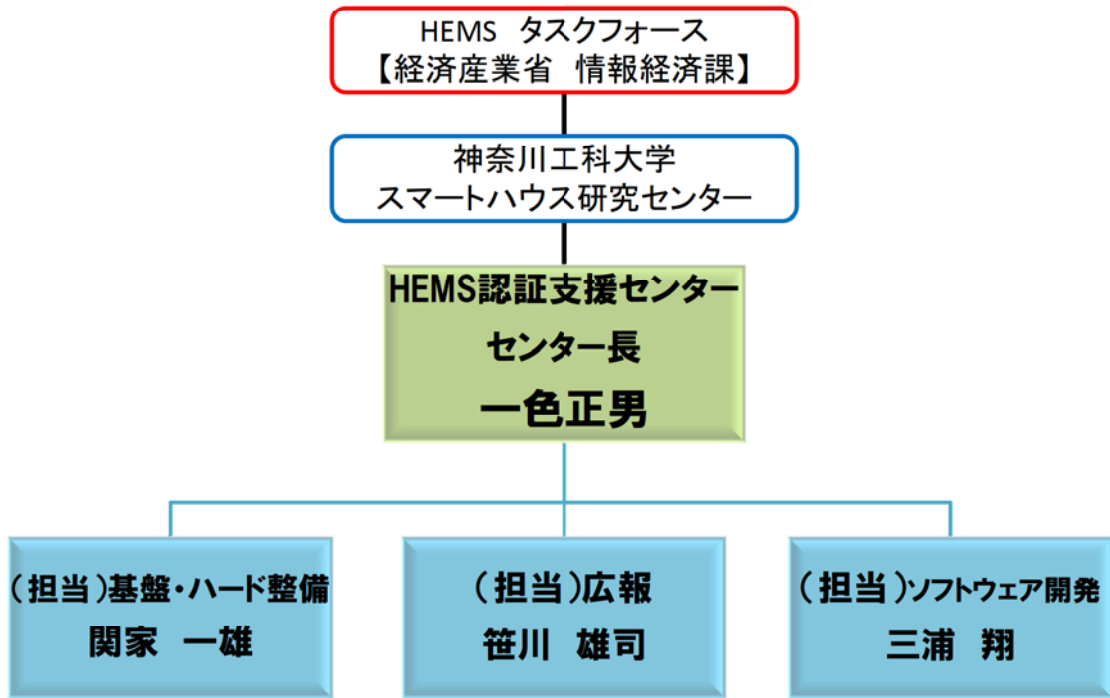 HEMS タスクフォース
【経済産業省 情報経済課】
神奈川工科大学
スマートハウス研究センター
HEMS認証支援センター
センター長
一色正男
（担当）基盤・ハード整備
関家 一雄
（担当）広報
笹川 雄司
（担当）ソフトウェア開発
三浦 翔